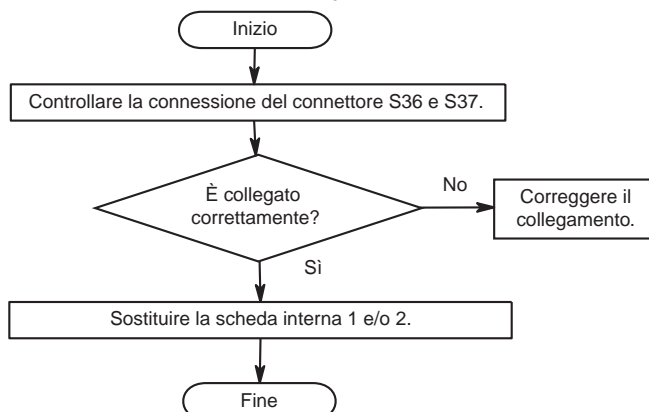 Inizio
Controllare la connessione del connettore S36 e S37.
È collegato
correttamente?
No
Correggere il
collegamento.
Sì
Sostituire la scheda interna 1 e/o 2.
Fine